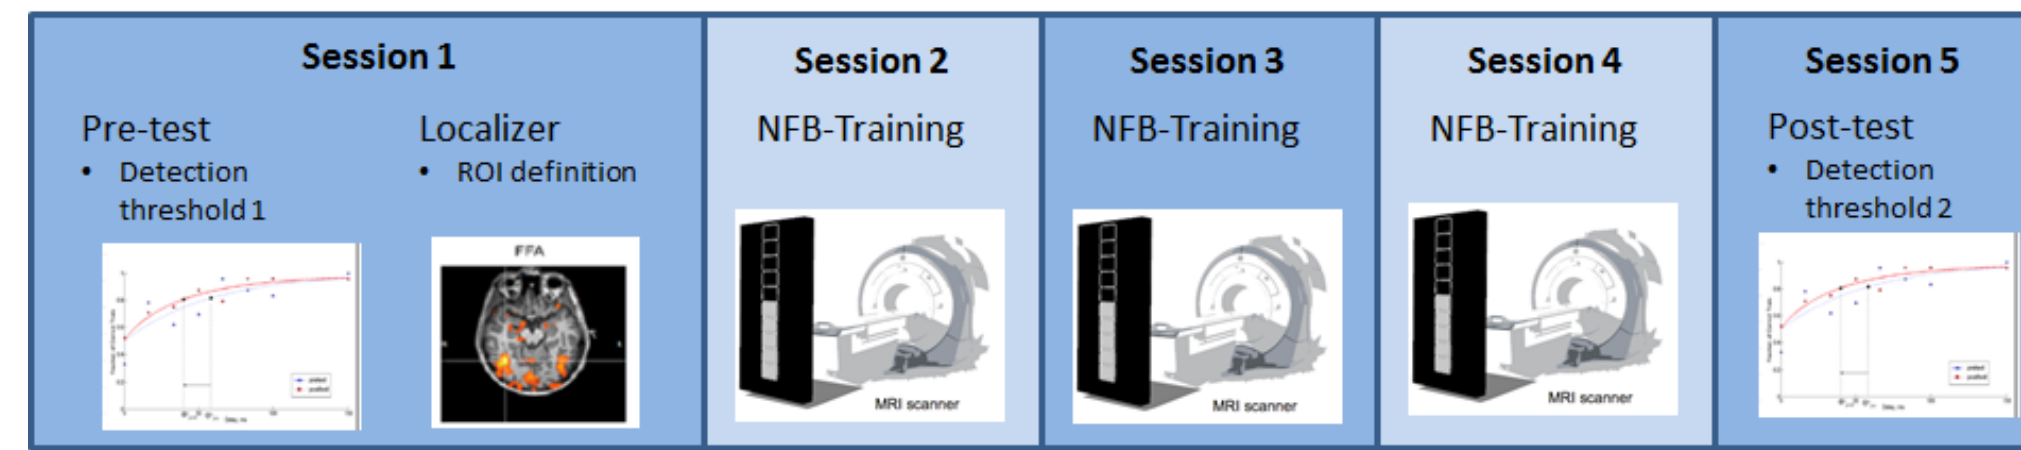 Session 1
Pre-test
• Detection
threshold 1
Localizer
• ROI definition
FFA
Session 2
NFB-Training
MRI scanner
Session 3
NFB-Training
MRI scanner
Session 4
NFB-Training
MRI scanner
Session 5
Post-test
• Detection
threshold 2